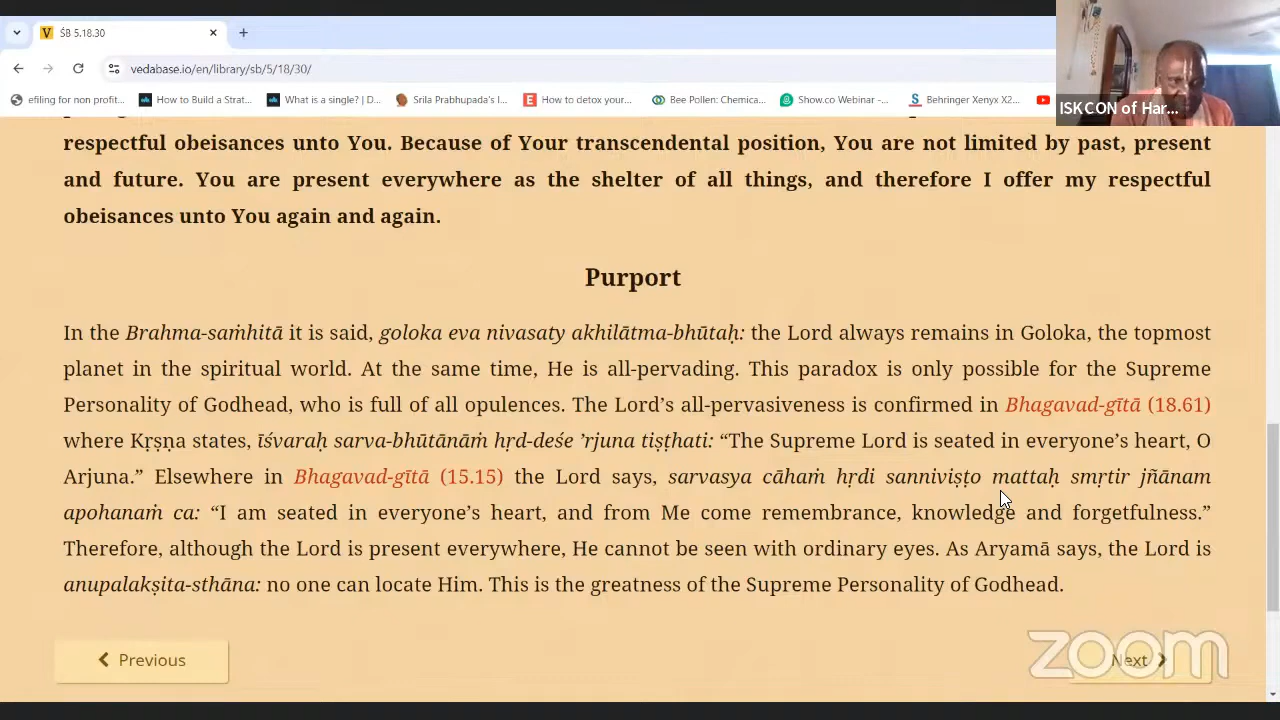 ŚB 5.18.30
vedabase.io/en/library/sb/5/18/30/
efiling for non profit...
How to Build a Strat...
What is a single? | D...
Srila Prabhupada's l...
How to detox your...
Bee Pollen: Chemica...
Show.co Webinar -...
Behringer Xenyx X2...
ISKCON of Har...
respectful obeisances unto You. Because of Your transcendental position, You are not limited by past, present
and future. You are present everywhere as the shelter of all things, and therefore I offer my respectful
obeisances unto You again and again.
Purport
In the Brahma-saṁhitā it is said, goloka eva nivasaty akhilātma-bhūtaḥ: the Lord always remains in Goloka, the topmost
planet in the spiritual world. At the same time, He is all-pervading. This paradox is only possible for the Supreme
Personality of Godhead, who is full of all opulences. The Lord’s all-pervasiveness is confirmed in Bhagavad-gītā (18.61)
where Kṛṣṇa states, īśvaraḥ sarva-bhūtānāṁ hṛd-deśe ’rjuna tiṣṭhati: “The Supreme Lord is seated in everyone’s heart, O
Arjuna.” Elsewhere in Bhagavad-gītā (15.15) the Lord says, sarvasya cāhaṁ hṛdi sanniviṣṭo mattaḥ smṛtir jñānam
apohanaṁ ca: “I am seated in everyone’s heart, and from Me come remembrance, knowledge and forgetfulness.”
Therefore, although the Lord is present everywhere, He cannot be seen with ordinary eyes. As Aryamā says, the Lord is
anupalakṣita-sthāna: no one can locate Him. This is the greatness of the Supreme Personality of Godhead.
Previous
Next
zoom